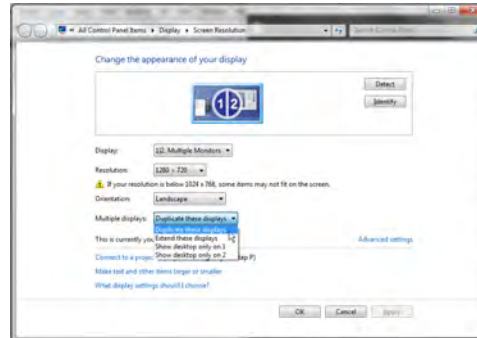 All Control Panel Items ▸ Display ▸ Screen Resolution
Change the appearance of your display
Detect
1 2
Identify
Display: 1|2. Multiple Monitors
Resolution: 1280 × 720
If your resolution is below 1024 x 768, some items may not fit on the screen.
Orientation: Landscape
Multiple displays: Duplicate these displays
Duplicate these displays
This is currently you
Extend these displays
Advanced settings
Show desktop only on 1
Connect to a projec
tap P)
Show desktop only on 2
Make text and other items larger or smaller
What display settings should I choose?
OK Cancel Apply